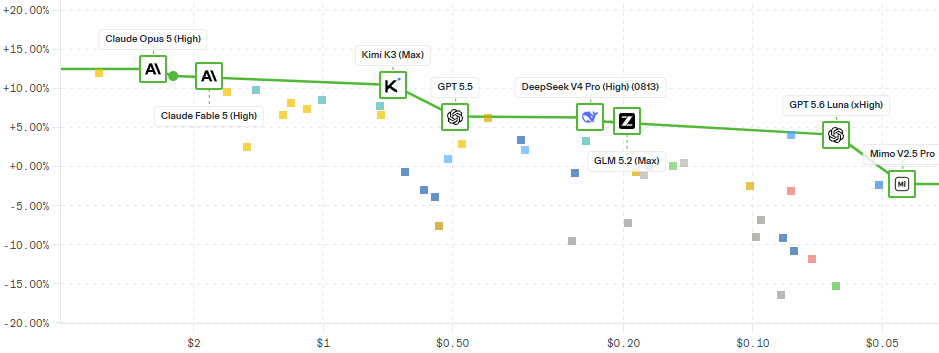 +20.00%
+15.00%
+10.00%
+5.00%
+0.00%
-5.00%
-10.00%
-15.00%
-20.00%
Claude Opus 5 (High)
Claude Fable 5 (High)
Kimi K3 (Max)
GPT 5.5
DeepSeek V4 Pro (High) (0813)
GLM 5.2 (Max)
GPT 5.6 Luna (xHigh)
Mimo V2.5 Pro
$2
$1
$0.50
$0.20
$0.10
$0.05